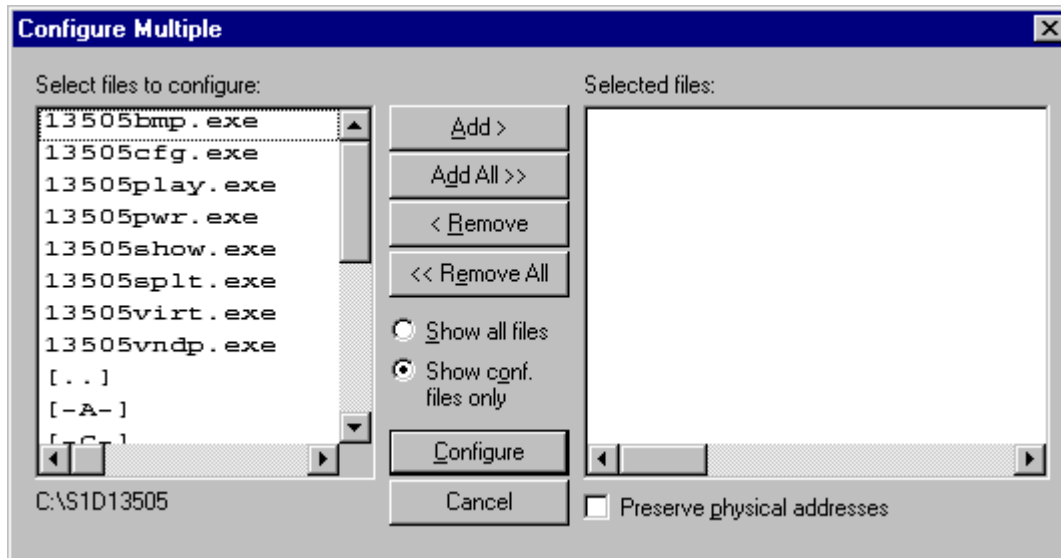 Configure Multiple
Select files to configure:
13505bmp.exe
13505cfg.exe
13505play.exe
13505pwr.exe
13505show.exe
13505splt.exe
13505virt.exe
13505vndp.exe
[..]
[-A-]
[-C-]
C:\S1D13505
Add >
Add All >>
< Remove
<< Remove All
Show all files
Show conf.
files only
Configure
Cancel
Selected files:
Preserve physical addresses